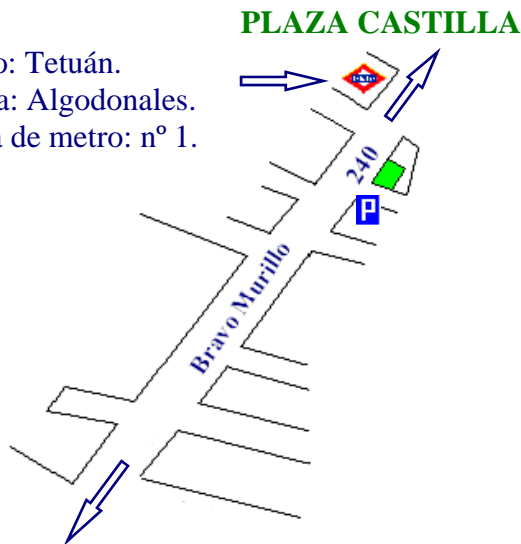 PLAZA CASTILLA
o: Tetuán.
a: Algodonales.
a de metro: nº 1.
240
P
Bravo Murillo